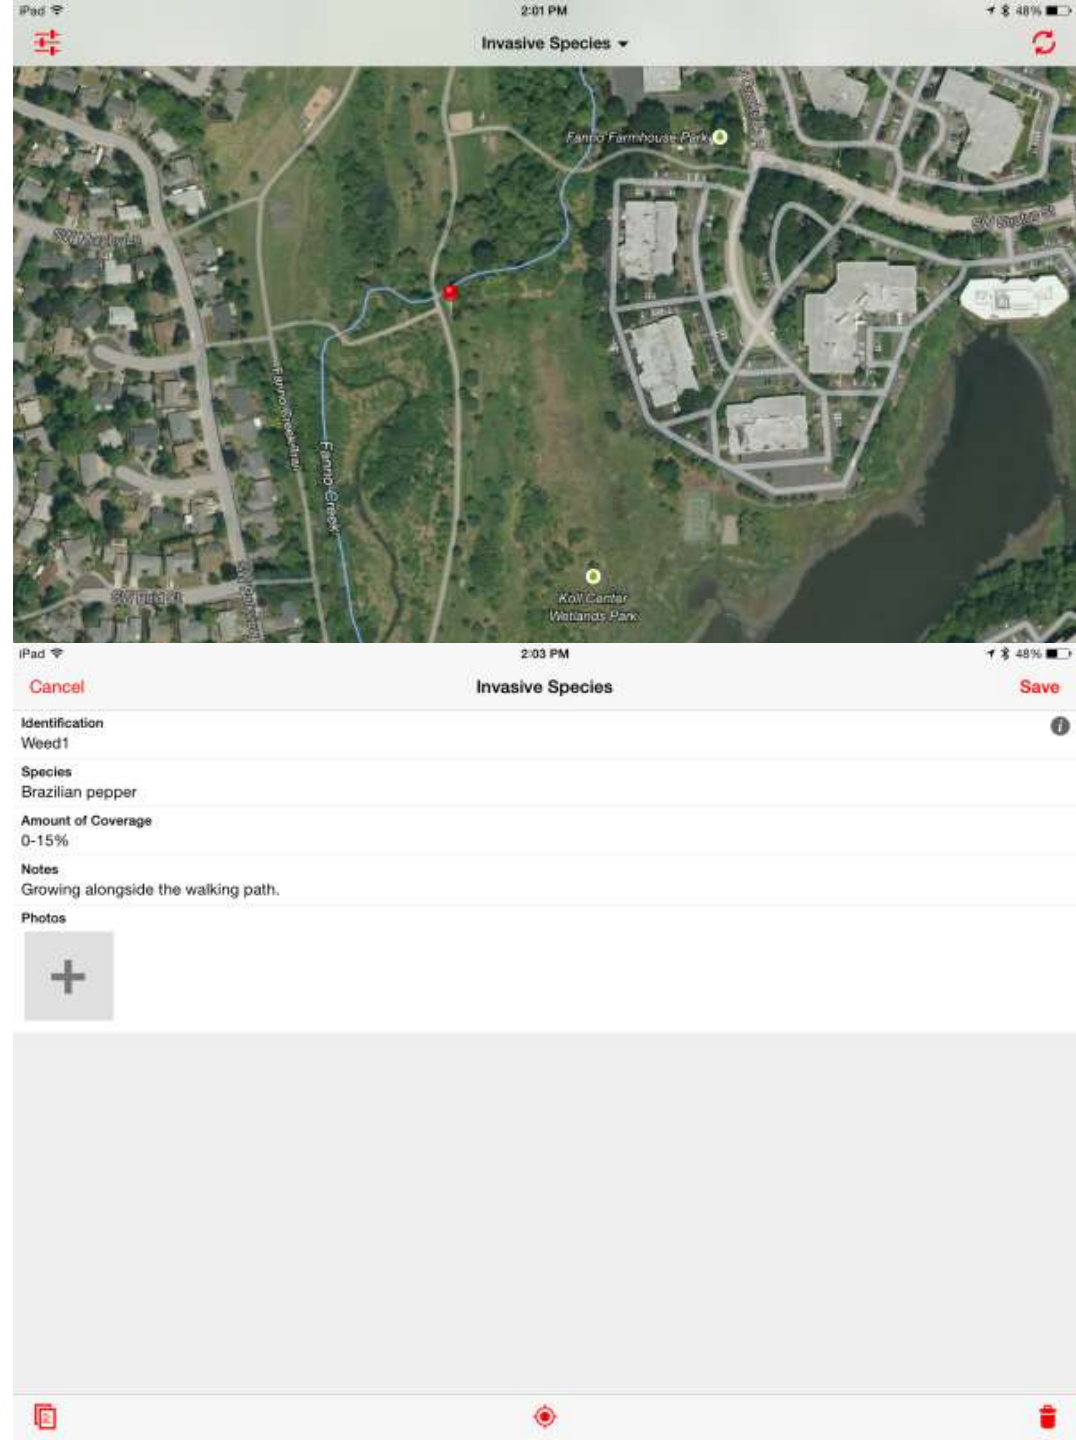 iPad
2:01 PM
48%
Invasive Species
Fanno Farmhouse Park
Fanno Creek Trail
Fanno Creek
Koll Center
Wetlands Park
iPad
2:03 PM
48%
Cancel
Invasive Species
Save
Identification
Weed1
Species
Brazilian pepper
Amount of Coverage
0-15%
Notes
Growing alongside the walking path.
Photos